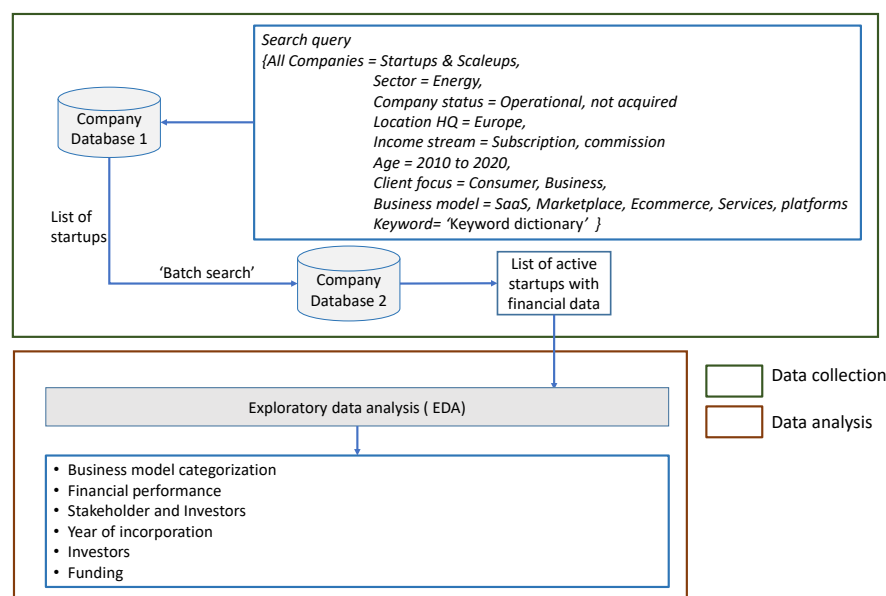 Search query
{All Companies = Startups & Scaleups,
Sector = Energy,
Company status = Operational, not acquired
Location HQ = Europe,
Income stream = Subscription, commission
Age = 2010 to 2020,
Client focus = Consumer, Business,
Business model = SaaS, Marketplace, Ecommerce, Services, platforms
Keyword= ‘Keyword dictionary’ }
Company
Database 1
List of
startups
‘Batch search’
Company
Database 2
List of active
startups with
financial data
Exploratory data analysis ( EDA)
• Business model categorization
• Financial performance
• Stakeholder and Investors
• Year of incorporation
• Investors
• Funding
Data collection
Data analysis